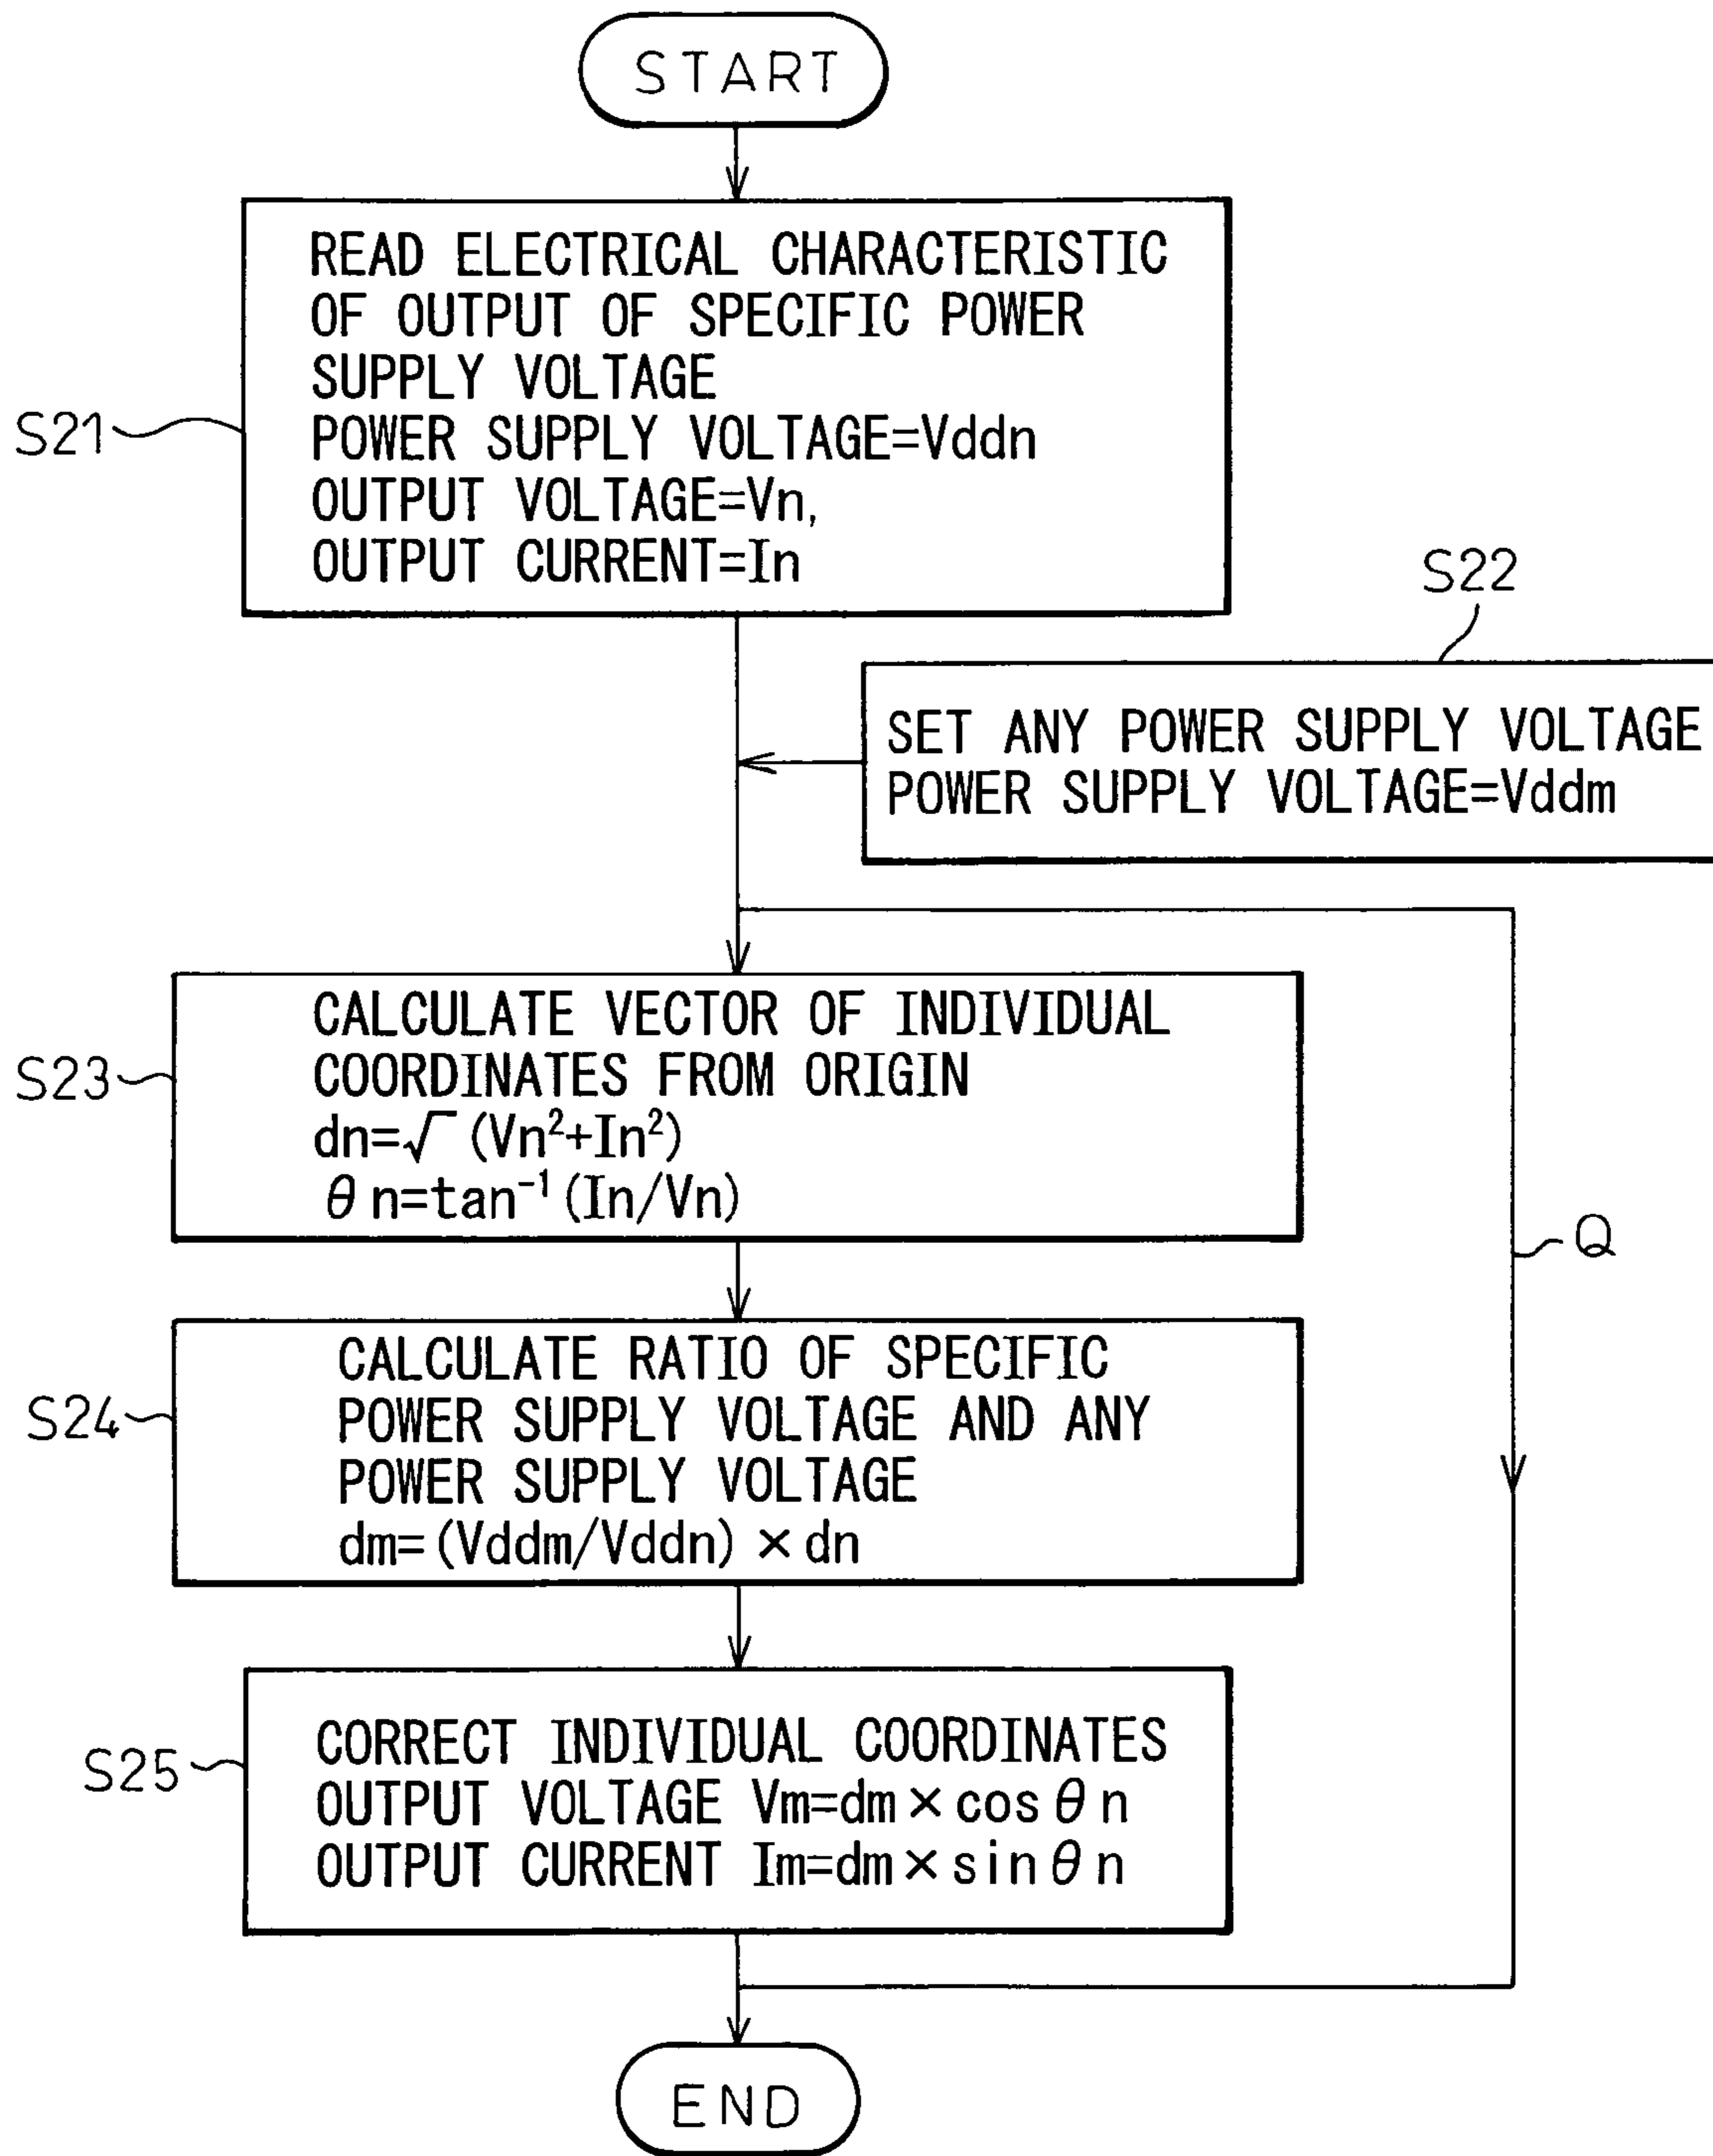 START
S21
READ ELECTRICAL CHARACTERISTIC
OF OUTPUT OF SPECIFIC POWER
SUPPLY VOLTAGE
POWER SUPPLY VOLTAGE=Vddn
OUTPUT VOLTAGE=Vn,
OUTPUT CURRENT=In
S22
SET ANY POWER SUPPLY VOLTAGE
POWER SUPPLY VOLTAGE=Vddm
S23
CALCULATE VECTOR OF INDIVIDUAL
COORDINATES FROM ORIGIN
dn=√(Vn²+In²)
θn=tan⁻¹(In/Vn)
Q
S24
CALCULATE RATIO OF SPECIFIC
POWER SUPPLY VOLTAGE AND ANY
POWER SUPPLY VOLTAGE
dm=(Vddm/Vddn)×dn
S25
CORRECT INDIVIDUAL COORDINATES
OUTPUT VOLTAGE Vm=dm×cosθn
OUTPUT CURRENT Im=dm×sinθn
END